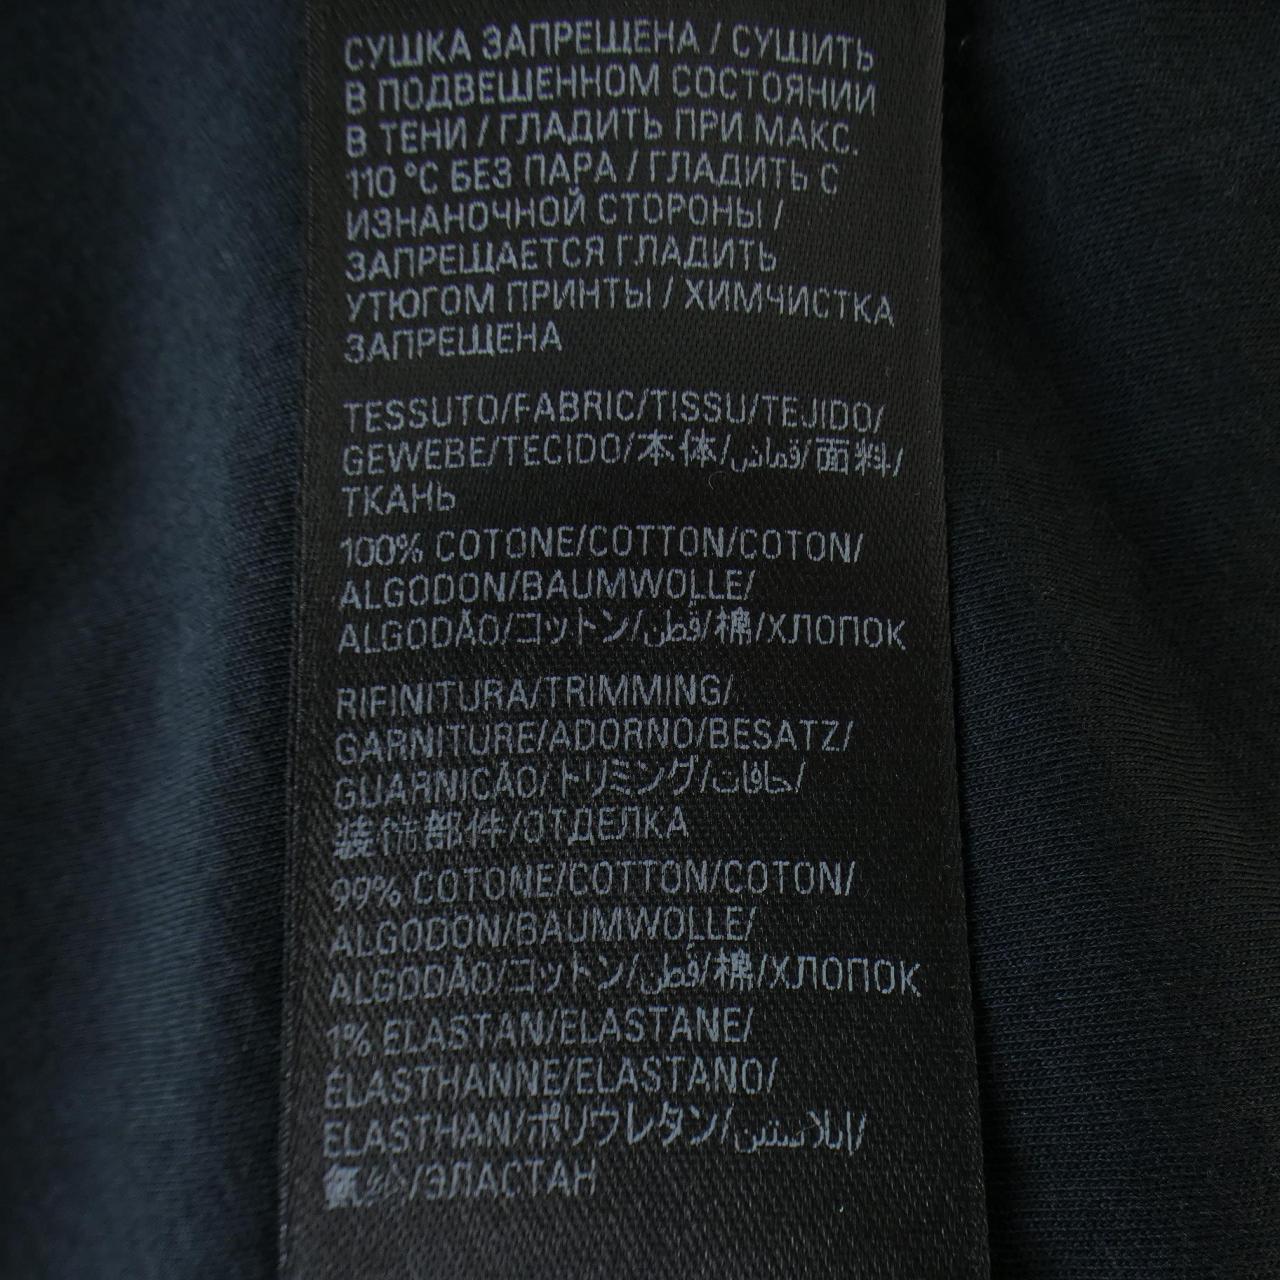 СУШКА ЗАПРЕЩЕНА / СУШИТЬ
В ПОДВЕШЕННОМ СОСТОЯНИИ
В ТЕНИ / ГЛАДИТЬ ПРИ МАКС.
110 °C БЕЗ ПАРА / ГЛАДИТЬ С
ИЗНАНОЧНОЙ СТОРОНЫ /
ЗАПРЕЩАЕТСЯ ГЛАДИТЬ
УТЮГОМ ПРИНТЫ / ХИМЧИСТКА
ЗАПРЕЩЕНА
TESSUTO/FABRIC/TISSU/TEJIDO/
GEWEBE/TECIDO/本体/قماش/面料/
ТКАНЬ
100% COTONE/COTTON/COTON/
ALGODON/BAUMWOLLE/
ALGODÃO/コットン/قطن/棉/ХЛОПОК
RIFINITURA/TRIMMING/
GARNITURE/ADORNO/BESATZ/
GUARNICÃO/トリミング/حافات/
装饰部件/ОТДЕЛКА
99% COTONE/COTTON/COTON/
ALGODON/BAUMWOLLE/
ALGODÃO/コットン/قطن/棉/ХЛОПОК
1% ELASTAN/ELASTANE/
ÉLASTHANNE/ELASTANO/
ELASTHAN/ポリウレタン/إيلاستين/
氨纶/ЭЛАСТАН